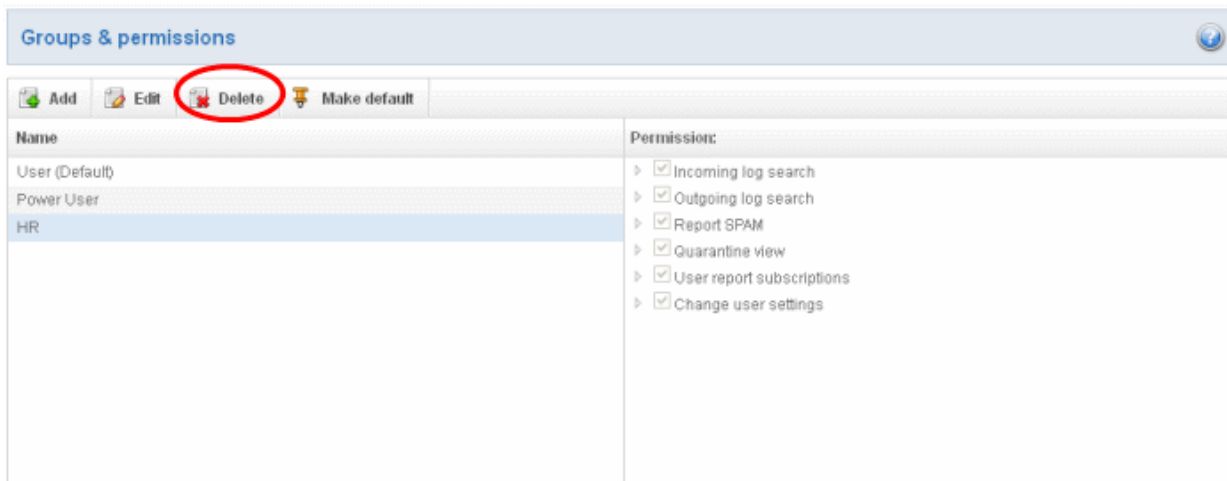 Groups & permissions
Add Edit Delete Make default
Name
User (Default)
Power User
HR
Permission:
Incoming log search
Outgoing log search
Report SPAM
Quarantine view
User report subscriptions
Change user settings